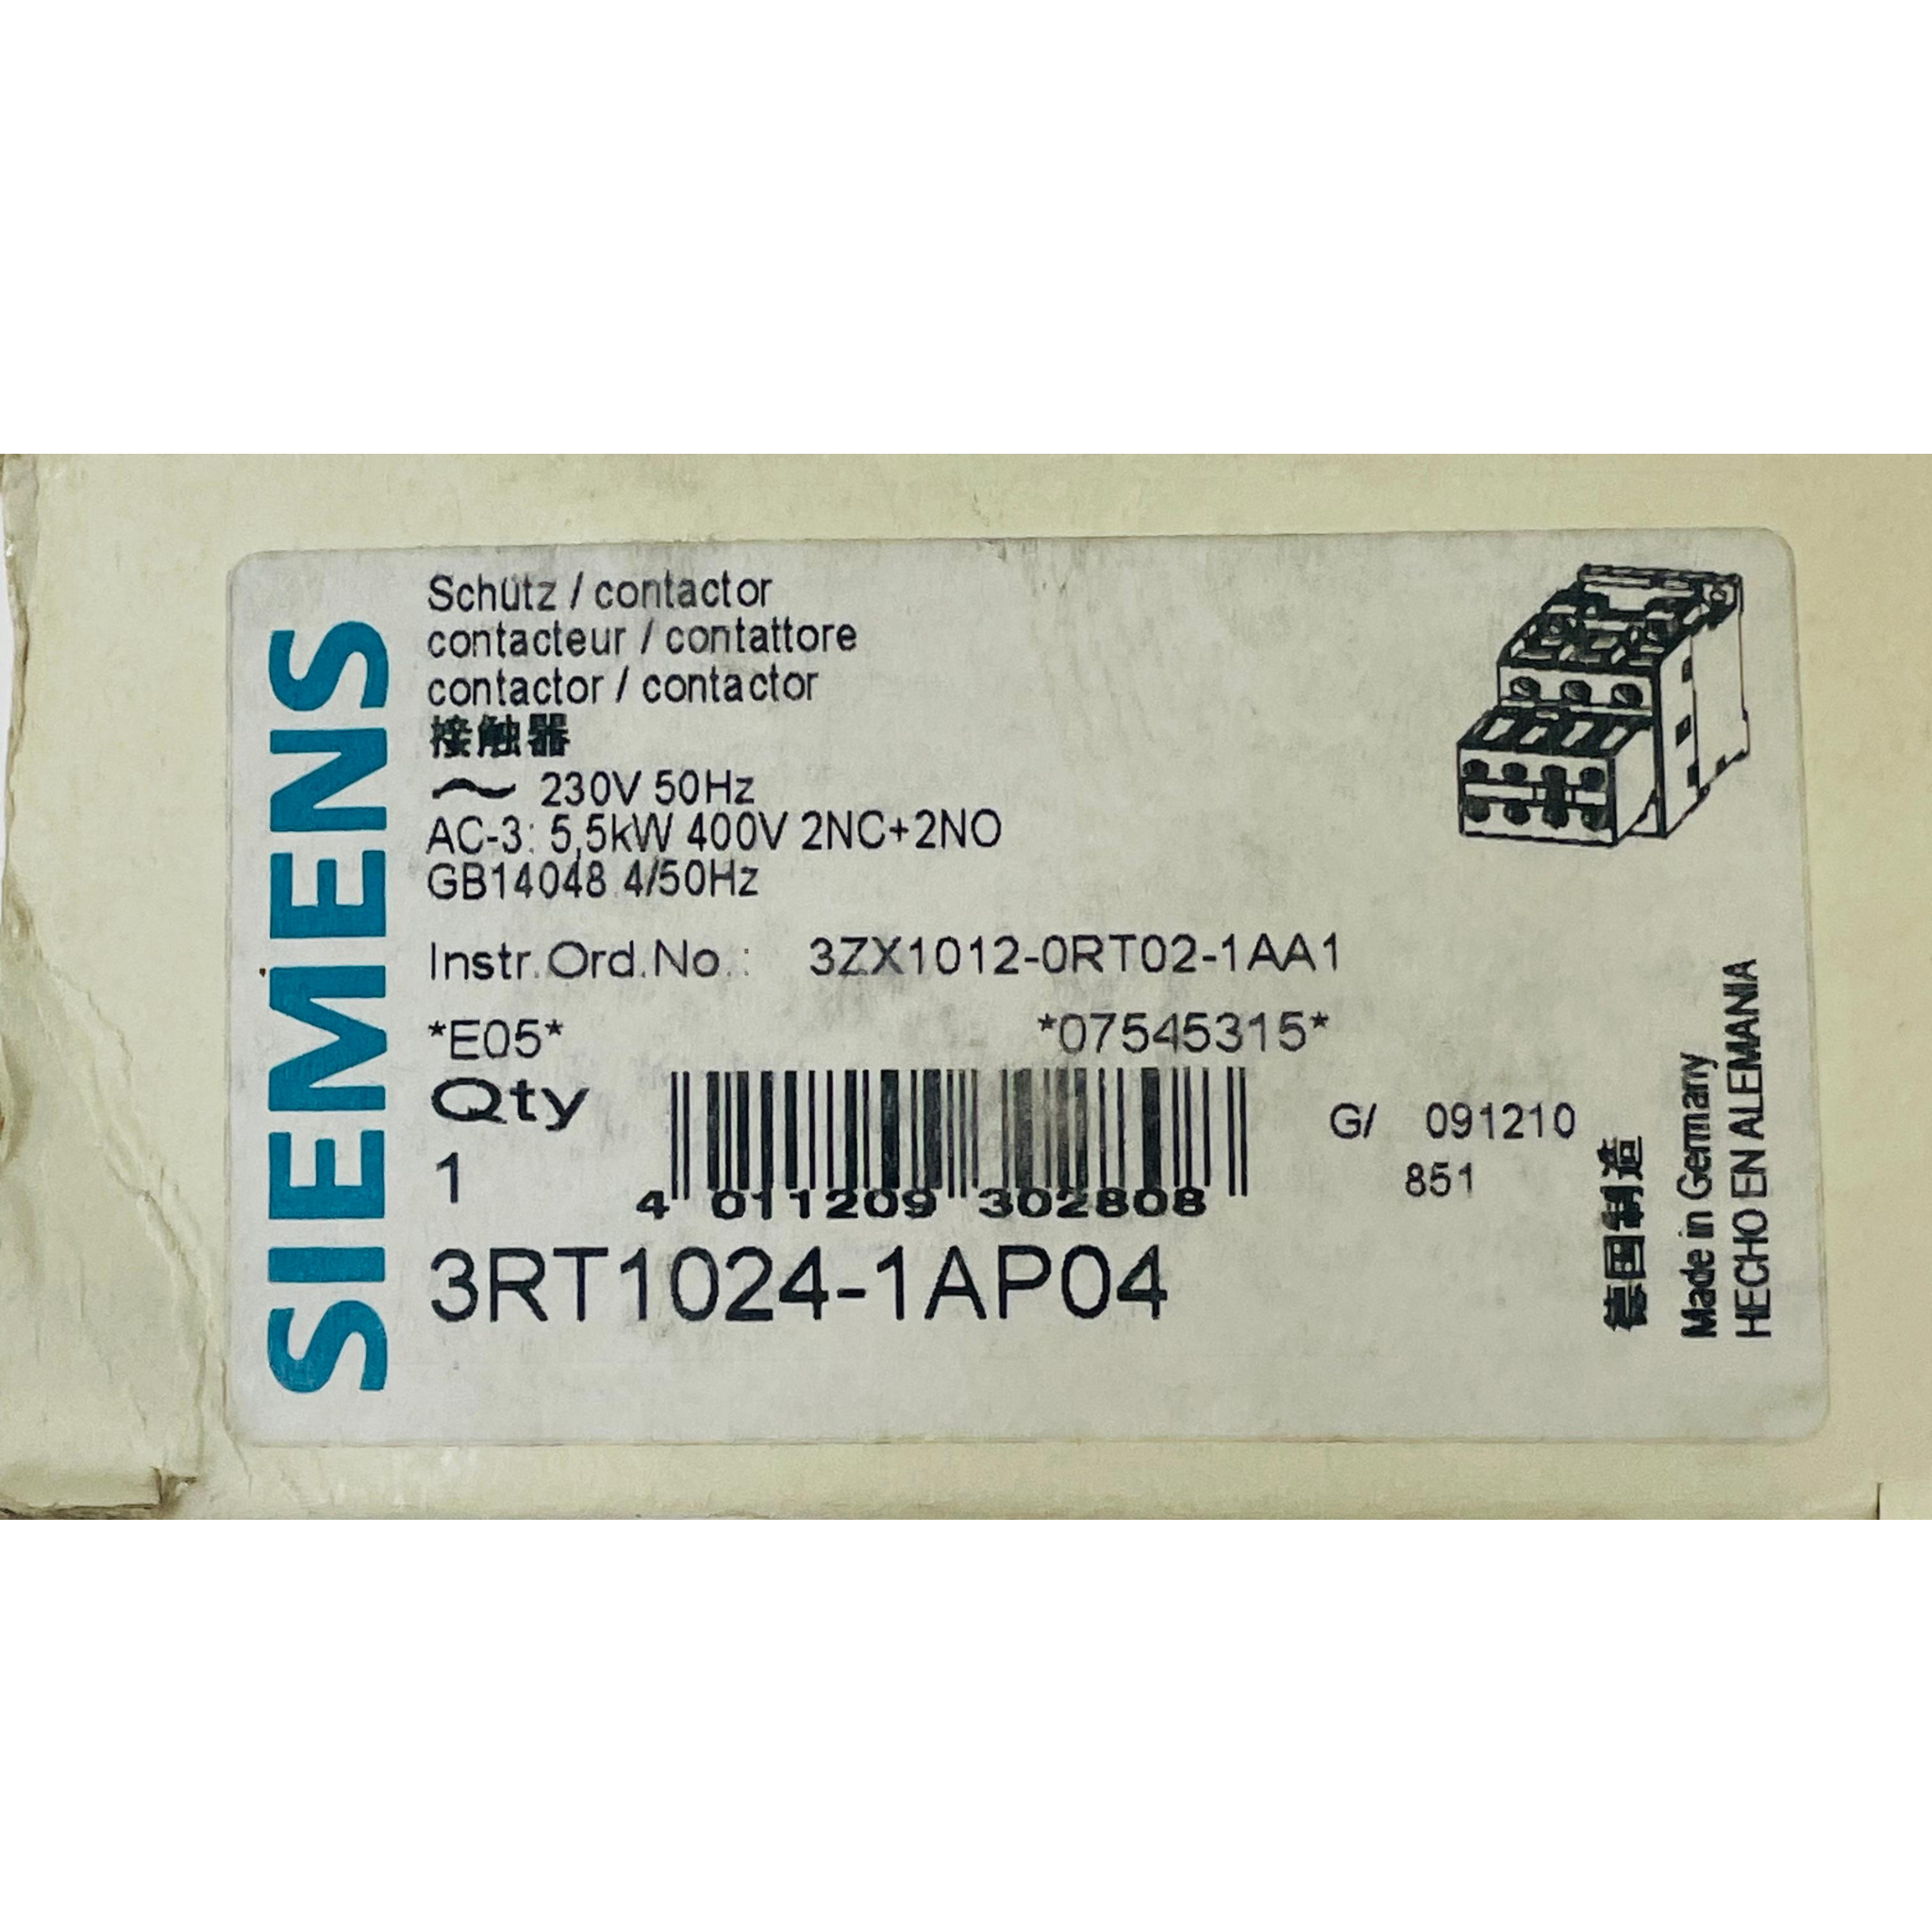 SIEMENS
Schütz / contactor
contacteur / contattore
contactor / contactor
接触器
~ 230V 50Hz
AC-3: 5,5kW 400V 2NC+2NO
GB14048.4/50Hz
Instr.Ord.No.: 3ZX1012-0RT02-1AA1
*E05* *07545315*
Qty
1
4 011209 302808
G/ 091210
851
3RT1024-1AP04
德国制造
Made in Germany
HECHO EN ALEMANIA